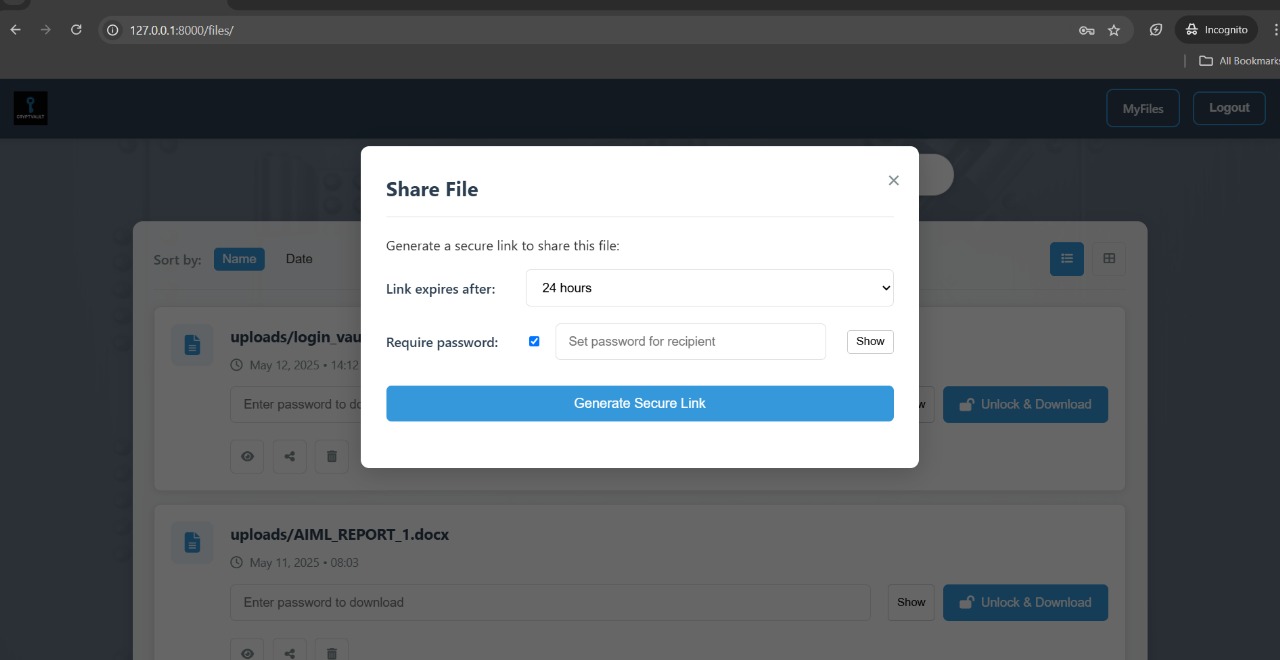 127.0.0.1:8000/files/
Incognito
All Bookmarks
CRYPTVAULT
MyFiles
Logout
Share File
Generate a secure link to share this file:
Sort by:
Name
Date
Link expires after:
24 hours
uploads/login_vau
Require password:
Set password for recipient
Show
May 12, 2025 • 14:12
Enter password to do
w
Unlock & Download
Generate Secure Link
uploads/AIML_REPORT_1.docx
May 11, 2025 • 08:03
Enter password to download
Show
Unlock & Download